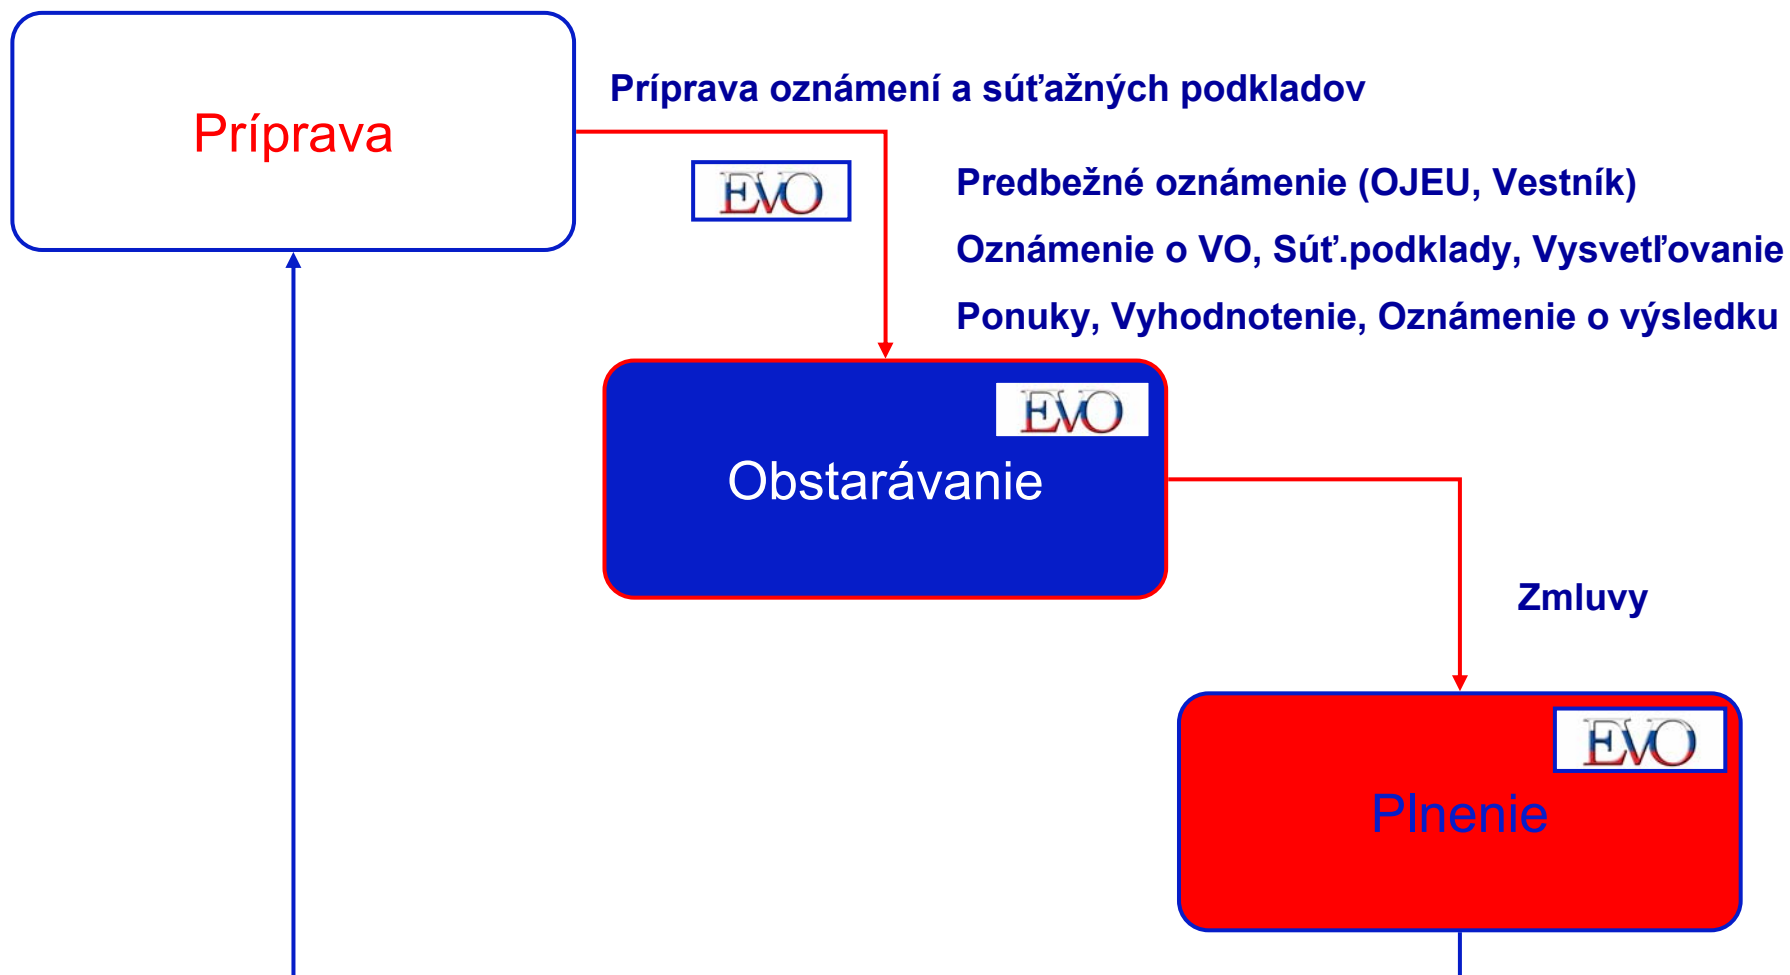 Príprava
Príprava oznámení a súťažných podkladov
EVO
Predbežné oznámenie (OJEU, Vestník)
Oznámenie o VO, Súť.podklady, Vysvetľovanie
Ponuky, Vyhodnotenie, Oznámenie o výsledku
EVO
Obstarávanie
Zmluvy
EVO
Plnenie